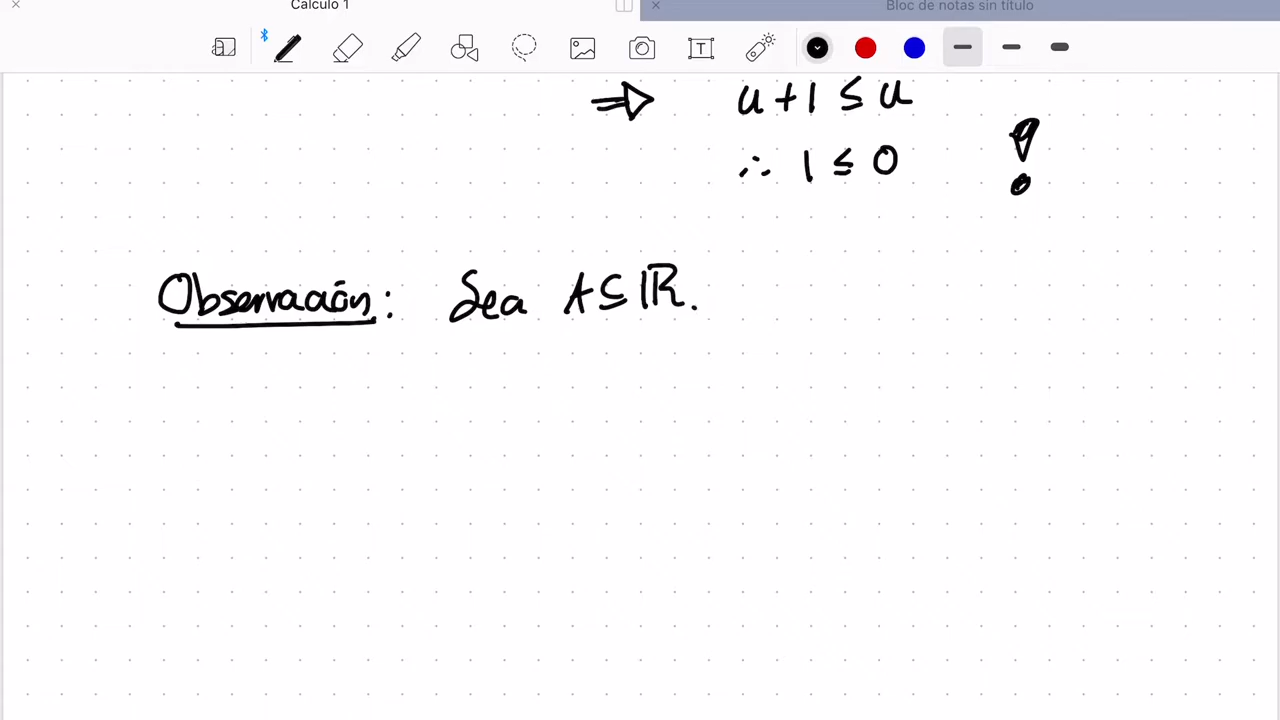 Calculo 1
Bloc de notas sin título
⇒ u + 1 ≤ u
∴ 1 ≤ 0 !
Observación: Sea A ⊆ ℝ.